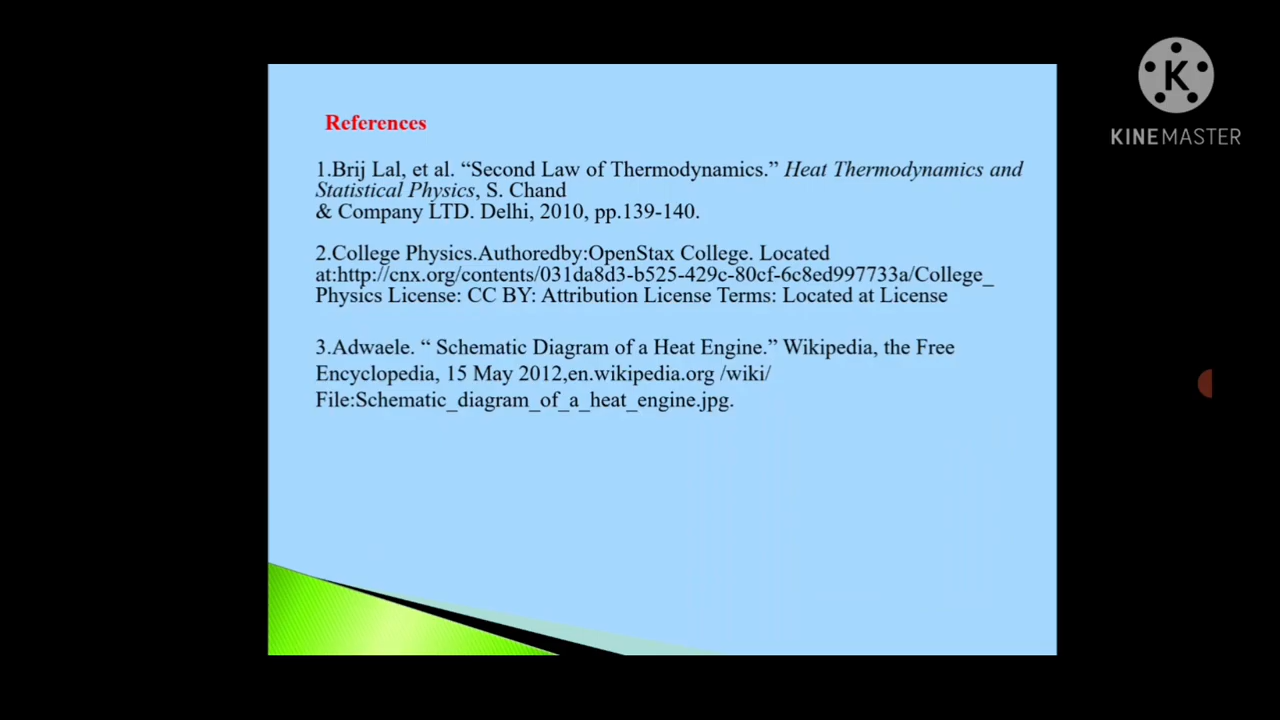 KINEMASTER
References
1.Brij Lal, et al. “Second Law of Thermodynamics.” Heat Thermodynamics and
Statistical Physics, S. Chand
& Company LTD. Delhi, 2010, pp.139-140.
2.College Physics.Authoredby:OpenStax College. Located
at:http://cnx.org/contents/031da8d3-b525-429c-80cf-6c8ed997733a/College_
Physics License: CC BY: Attribution License Terms: Located at License
3.Adwaele. “ Schematic Diagram of a Heat Engine.” Wikipedia, the Free
Encyclopedia, 15 May 2012,en.wikipedia.org /wiki/
File:Schematic_diagram_of_a_heat_engine.jpg.